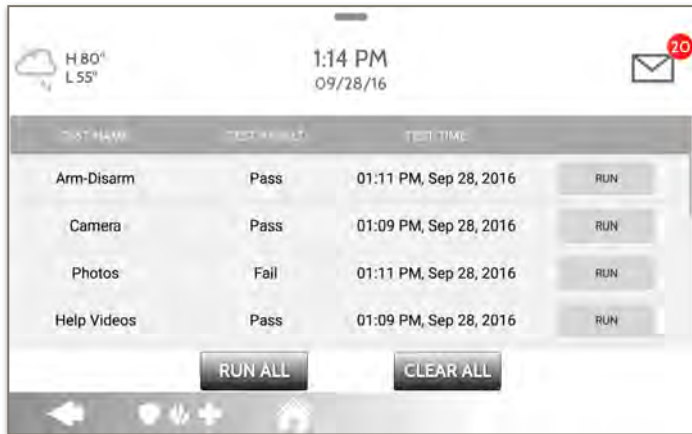 20
H 80°
L 55°
1:14 PM
09/28/16
TEST NAME TEST RESULT TEST TIME
Arm-Disarm Pass 01:11 PM, Sep 28, 2016 RUN
Camera Pass 01:09 PM, Sep 28, 2016 RUN
Photos Fail 01:11 PM, Sep 28, 2016 RUN
Help Videos Pass 01:09 PM, Sep 28, 2016 RUN
RUN ALL CLEAR ALL